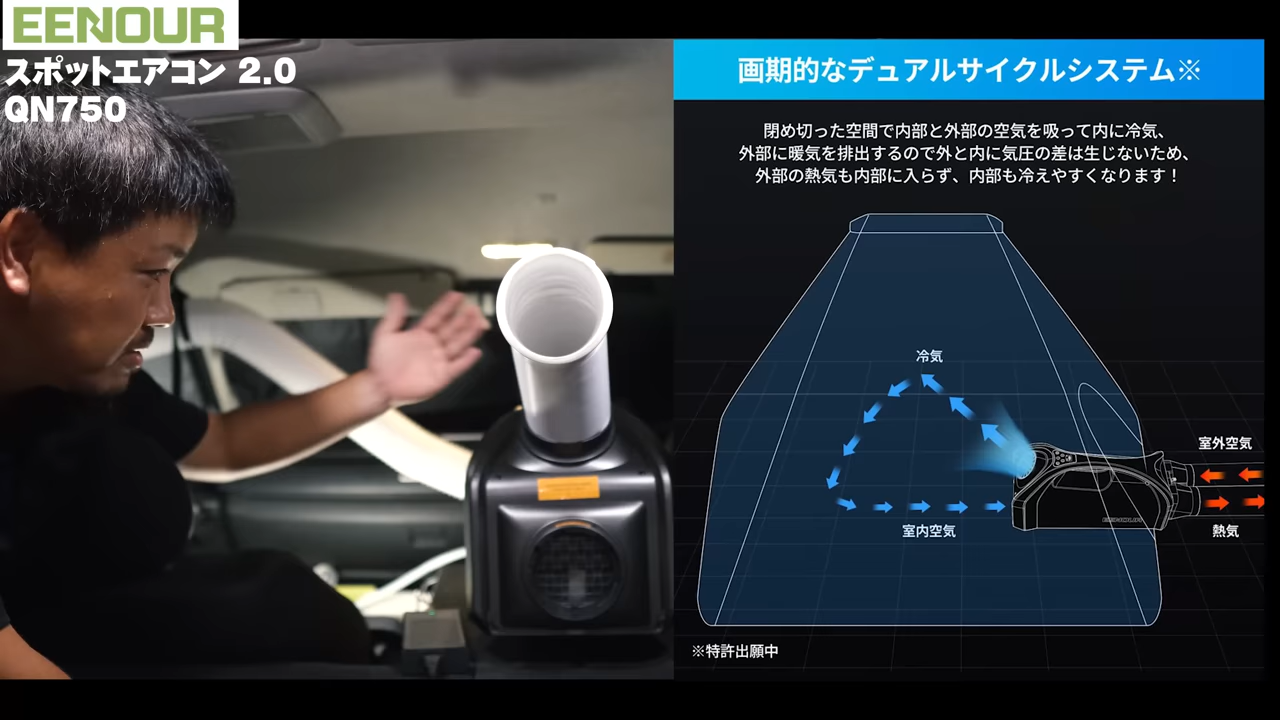 EENOUR
スポットエアコン 2.0
QN750
画期的なデュアルサイクルシステム※
閉め切った空間で内部と外部の空気を吸って内に冷気、
外部に暖気を排出するので外と内に気圧の差は生じないため、
外部の熱気も内部に入らず、内部も冷えやすくなります！
冷気
室外空気
室内空気
熱気
EENOUR
※特許出願中